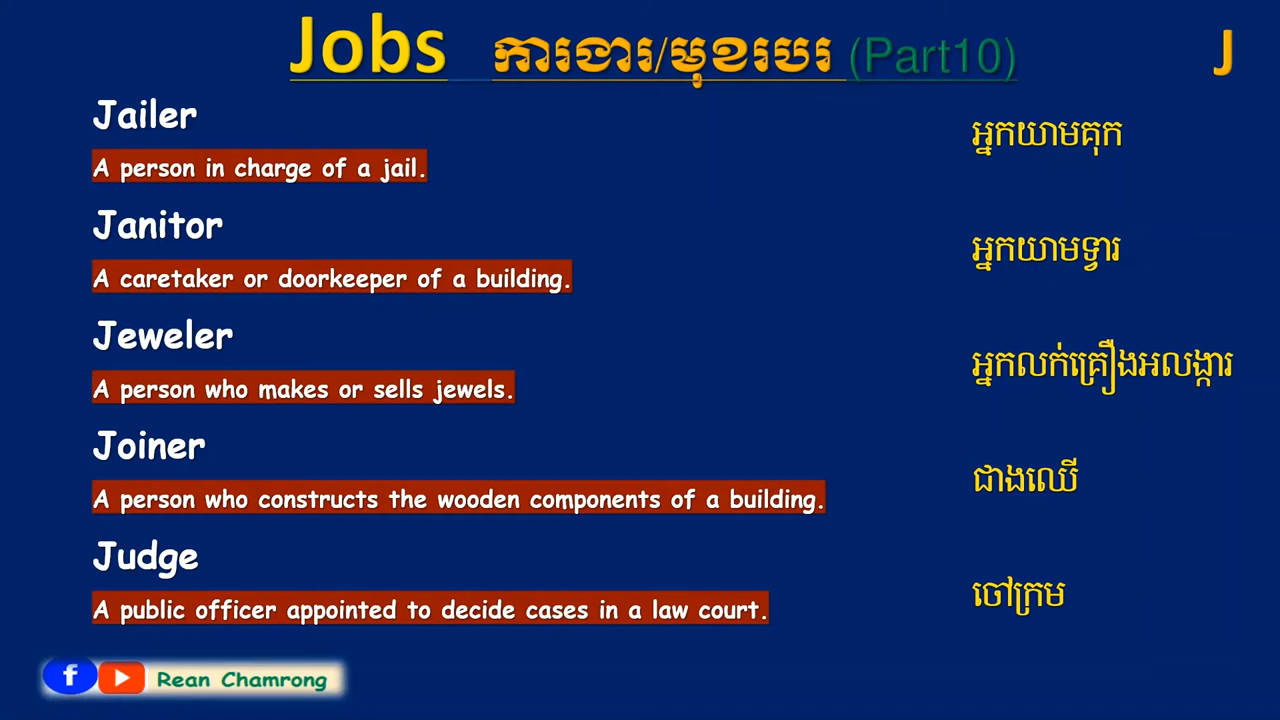 Jobs ការងារ/មុខរបរ (Part10) J
Jailer
A person in charge of a jail.
អ្នកយាមគុក
Janitor
A caretaker or doorkeeper of a building.
អ្នកយាមទ្វារ
Jeweler
A person who makes or sells jewels.
អ្នកលក់គ្រឿងអលង្ការ
Joiner
A person who constructs the wooden components of a building.
ជាងឈើ
Judge
A public officer appointed to decide cases in a law court.
ចៅក្រម
f Rean Chamrong